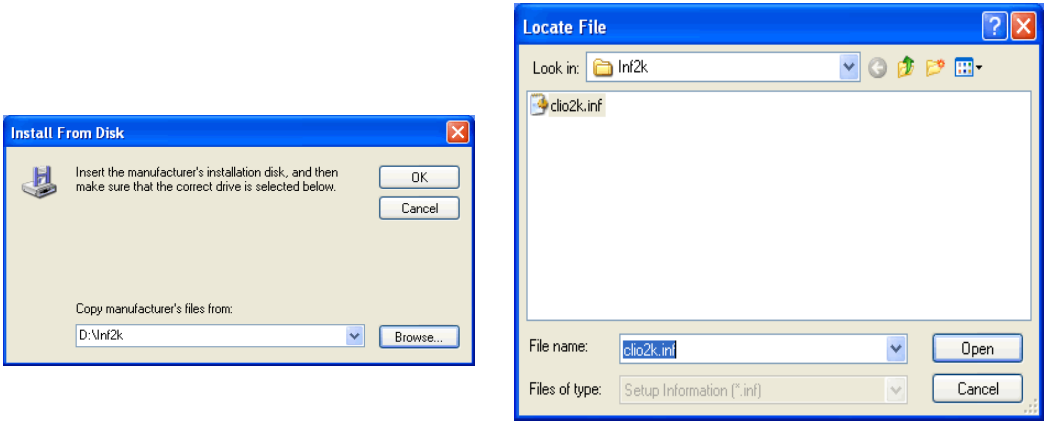 Install From Disk
Insert the manufacturer's installation disk, and then
make sure that the correct drive is selected below.
OK
Cancel
Copy manufacturer's files from:
D:\Inf2k
Browse...
Locate File
Look in:
Inf2k
clio2k.inf
File name:
clio2k.inf
Open
Files of type:
Setup Information (*.inf)
Cancel